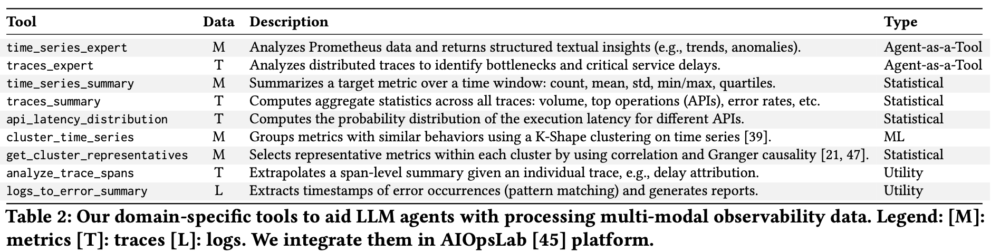 Tool Data Description Type
time_series_expert M Analyzes Prometheus data and returns structured textual insights (e.g., trends, anomalies). Agent-as-a-Tool
traces_expert T Analyzes distributed traces to identify bottlenecks and critical service delays. Agent-as-a-Tool
time_series_summary M Summarizes a target metric over a time window: count, mean, std, min/max, quartiles. Statistical
traces_summary T Computes aggregate statistics across all traces: volume, top operations (APIs), error rates, etc. Statistical
api_latency_distribution T Computes the probability distribution of the execution latency for different APIs. Statistical
cluster_time_series M Groups metrics with similar behaviors using a K-Shape clustering on time series [39]. ML
get_cluster_representatives M Selects representative metrics within each cluster by using correlation and Granger causality [21, 47]. Statistical
analyze_trace_spans T Extrapolates a span-level summary given an individual trace, e.g., delay attribution. Utility
logs_to_error_summary L Extracts timestamps of error occurrences (pattern matching) and generates reports. Utility
Table 2: Our domain-specific tools to aid LLM agents with processing multi-modal observability data. Legend: [M]:
metrics [T]: traces [L]: logs. We integrate them in AIOpsLab [45] platform.